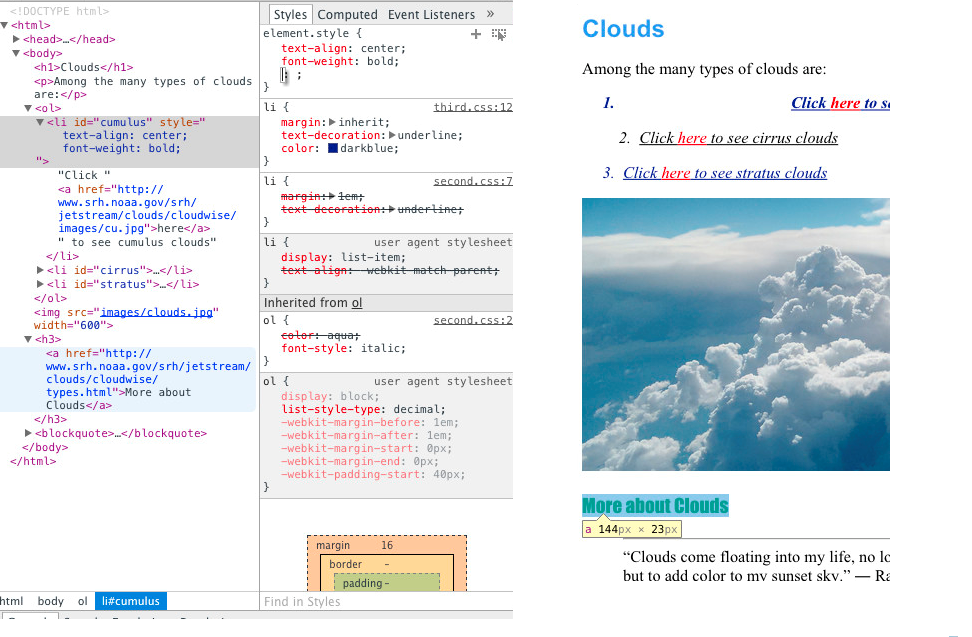 <!DOCTYPE html>
<html>
<head>…</head>
<body>
<h1>Clouds</h1>
<p>Among the many types of clouds
are:</p>
<ol>
<li id="cumulus" style="
text-align: center;
font-weight: bold;
">
"Click "
<a href="http://
www.srh.noaa.gov/srh/
jetstream/clouds/cloudwise/
images/cu.jpg">here</a>
" to see cumulus clouds"
</li>
<li id="cirrus">…</li>
<li id="stratus">…</li>
</ol>
<img src="images/clouds.jpg"
width="600">
<h3>
<a href="http://
www.srh.noaa.gov/srh/jetstream/
clouds/cloudwise/
types.html">More about
Clouds</a>
</h3>
<blockquote>…</blockquote>
</body>
</html>
html body ol li#cumulus
Styles Computed Event Listeners »
element.style {
text-align: center;
font-weight: bold;
: ;
}
li { third.css:12
margin: inherit;
text-decoration: underline;
color: darkblue;
}
li { second.css:7
margin: 1em;
text-decoration: underline;
}
li { user agent stylesheet
display: list-item;
text-align: -webkit-match-parent;
}
Inherited from ol
ol { second.css:2
color: aqua;
font-style: italic;
}
ol { user agent stylesheet
display: block;
list-style-type: decimal;
-webkit-margin-before: 1em;
-webkit-margin-after: 1em;
-webkit-margin-start: 0px;
-webkit-margin-end: 0px;
-webkit-padding-start: 40px;
}
margin 16
border -
padding -
Find in Styles
Clouds
Among the many types of clouds are:
1. Click here to se
2. Click here to see cirrus clouds
3. Click here to see stratus clouds
More about Clouds
a 144px × 23px
“Clouds come floating into my life, no lo
but to add color to my sunset sky.” — Ra